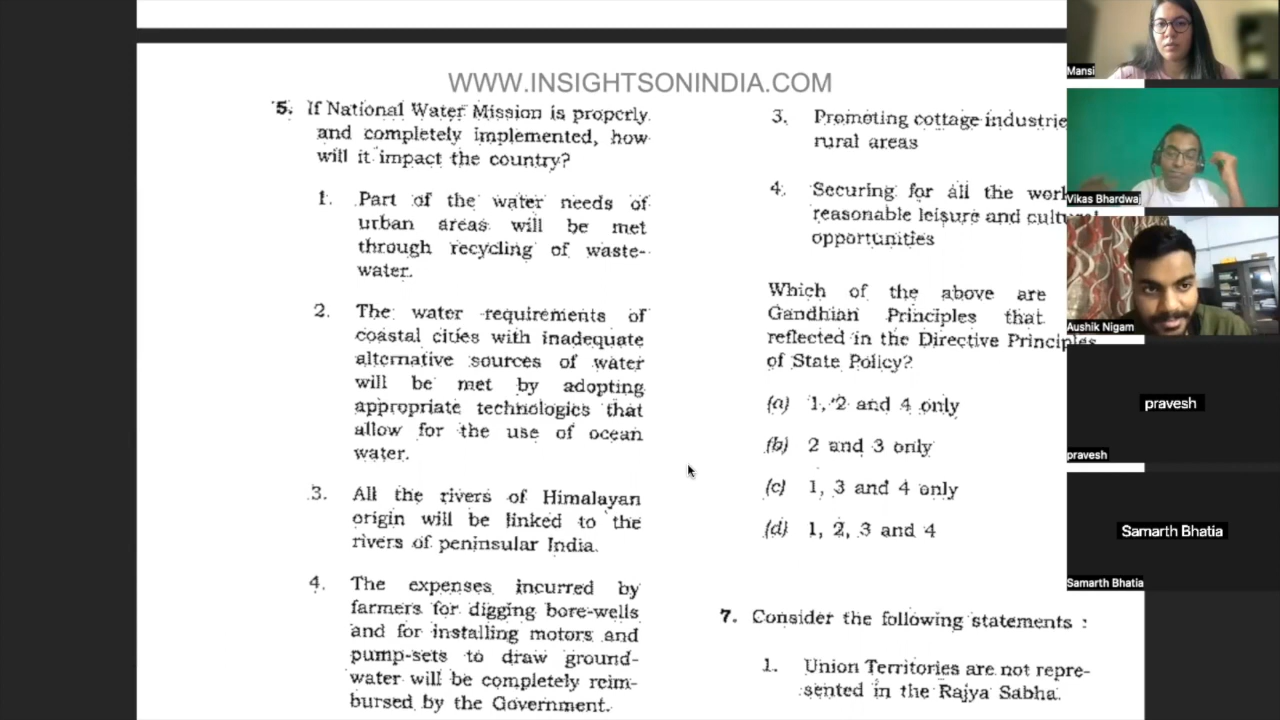 WWW.INSIGHTSONINDIA.COM
5. If National Water Mission is properly
and completely implemented, how
will it impact the country?
1. Part of the water needs of
urban areas will be met
through recycling of waste-
water.
2. The water requirements of
coastal cities with inadequate
alternative sources of water
will be met by adopting
appropriate technologies that
allow for the use of ocean
water.
3. All the rivers of Himalayan
origin will be linked to the
rivers of peninsular India.
4. The expenses incurred by
farmers for digging bore-wells
and for installing motors and
pump-sets to draw ground-
water will be completely reim-
bursed by the Government.
3. Promoting cottage industrie
rural areas
4. Securing for all the work
reasonable leisure and cultural
opportunities
Which of the above are
Gandhian Principles that
reflected in the Directive Principles
of State Policy?
(a) 1, 2 and 4 only
(b) 2 and 3 only
(c) 1, 3 and 4 only
(d) 1, 2, 3 and 4
7. Consider the following statements :
1. Union Territories are not repre-
sented in the Rajya Sabha.
Mansi
Vikas Bhardwaj
Aushik Nigam
pravesh
pravesh
Samarth Bhatia
Samarth Bhatia